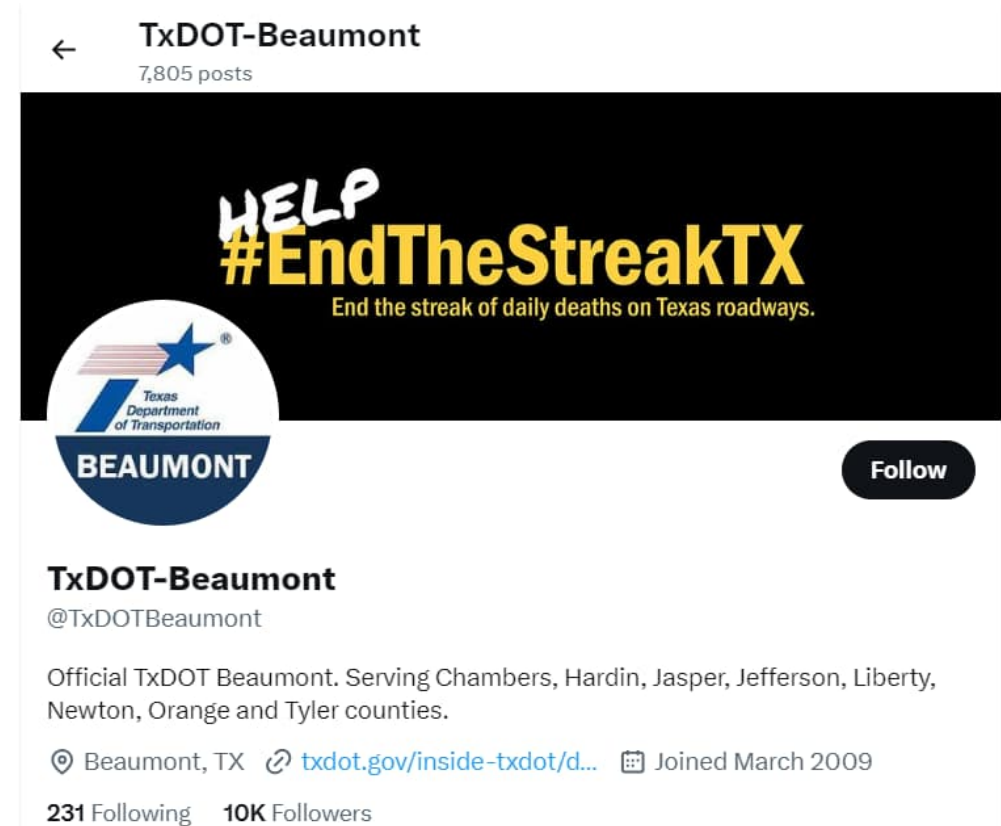 TxDOT-Beaumont
7,805 posts
HELP
#EndTheStreakTX
End the streak of daily deaths on Texas roadways.
®
Texas
Department
of Transportation
BEAUMONT
Follow
TxDOT-Beaumont
@TxDOTBeaumont
Official TxDOT Beaumont. Serving Chambers, Hardin, Jasper, Jefferson, Liberty,
Newton, Orange and Tyler counties.
Beaumont, TX txdot.gov/inside-txdot/d... Joined March 2009
231 Following 10K Followers